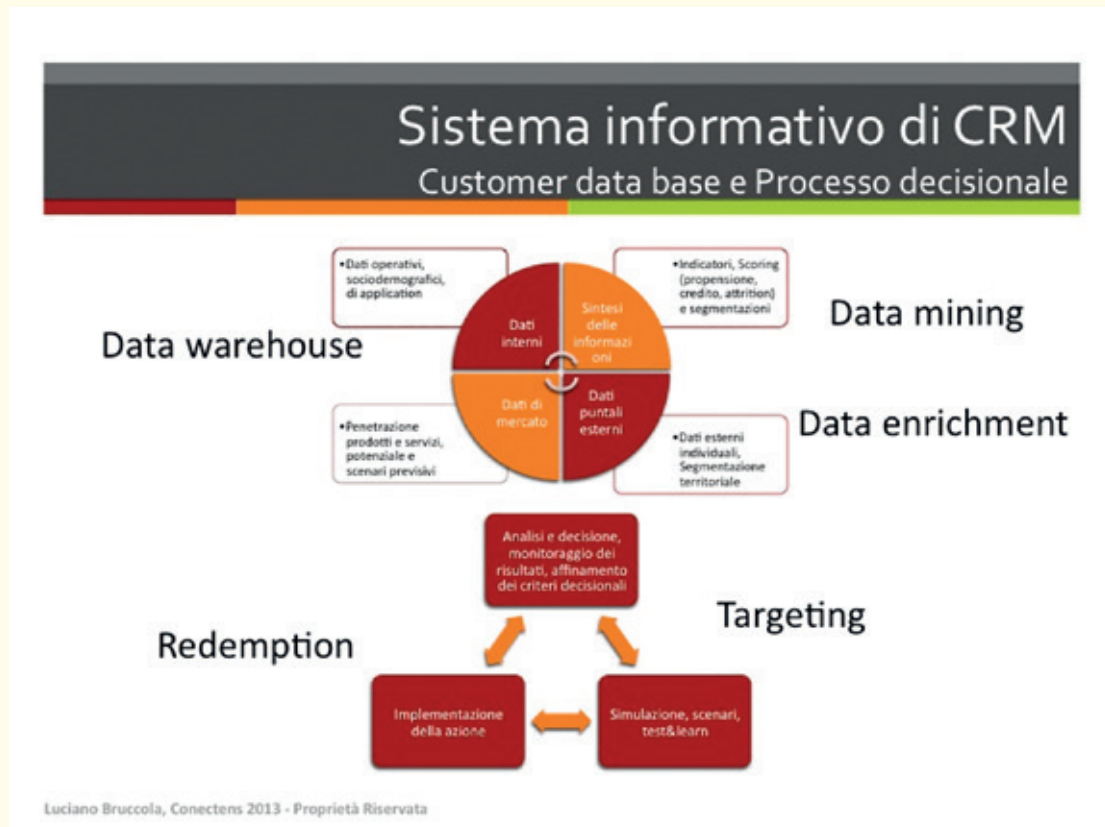 Sistema informativo di CRM
Customer data base e Processo decisionale
•Dati operativi,
sociodemografici,
di application
•Indicatori, Scoring
(propensione,
credito, attrition)
e segmentazioni
Data warehouse
Dati
interni
Sintesi
delle
informazi
oni
Data mining
Dati di
mercato
Dati
puntali
esterni
•Penetrazione
prodotti e servizi,
potenziale e
scenari previsivi
•Dati esterni
individuali,
Segmentazione
territoriale
Data enrichment
Analisi e decisione,
monitoraggio dei
risultati, affinamento
dei criteri decisionali
Redemption
Targeting
Implementazione
della azione
Simulazione, scenari,
test&learn
Luciano Bruccola, Conectens 2013 - Proprietà Riservata